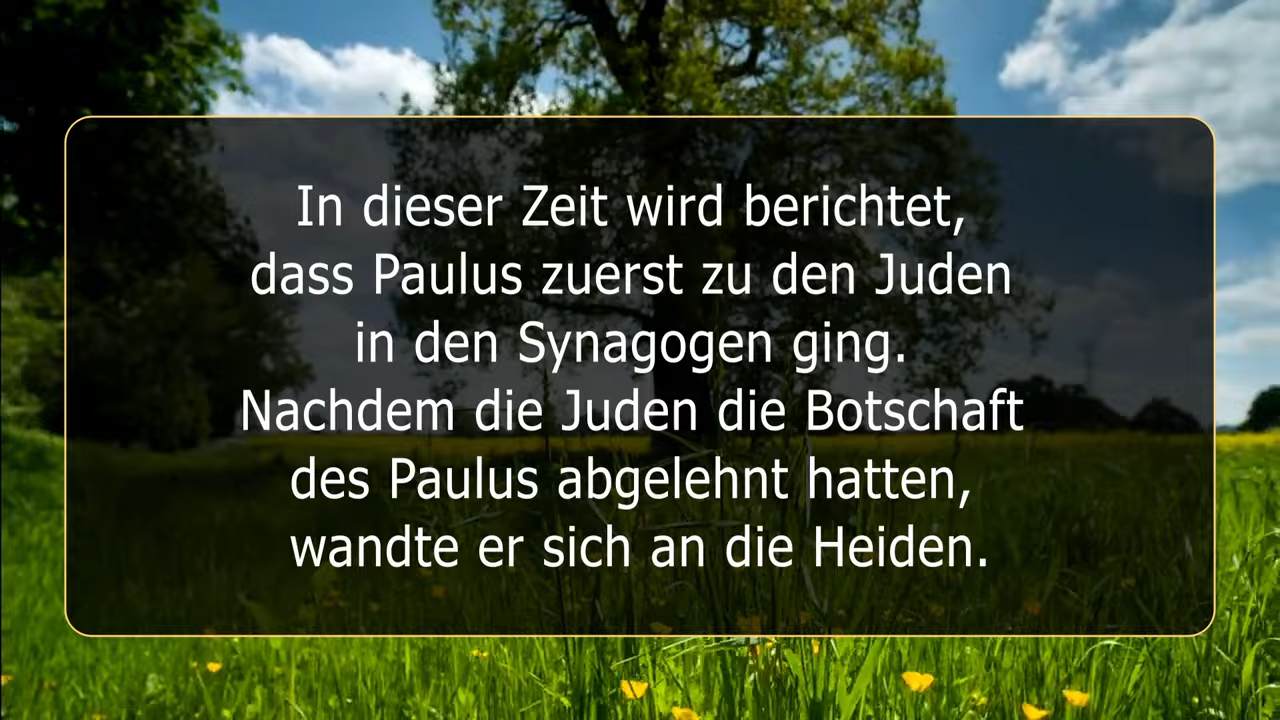 In dieser Zeit wird berichtet,
dass Paulus zuerst zu den Juden
in den Synagogen ging.
Nachdem die Juden die Botschaft
des Paulus abgelehnt hatten,
wandte er sich an die Heiden.